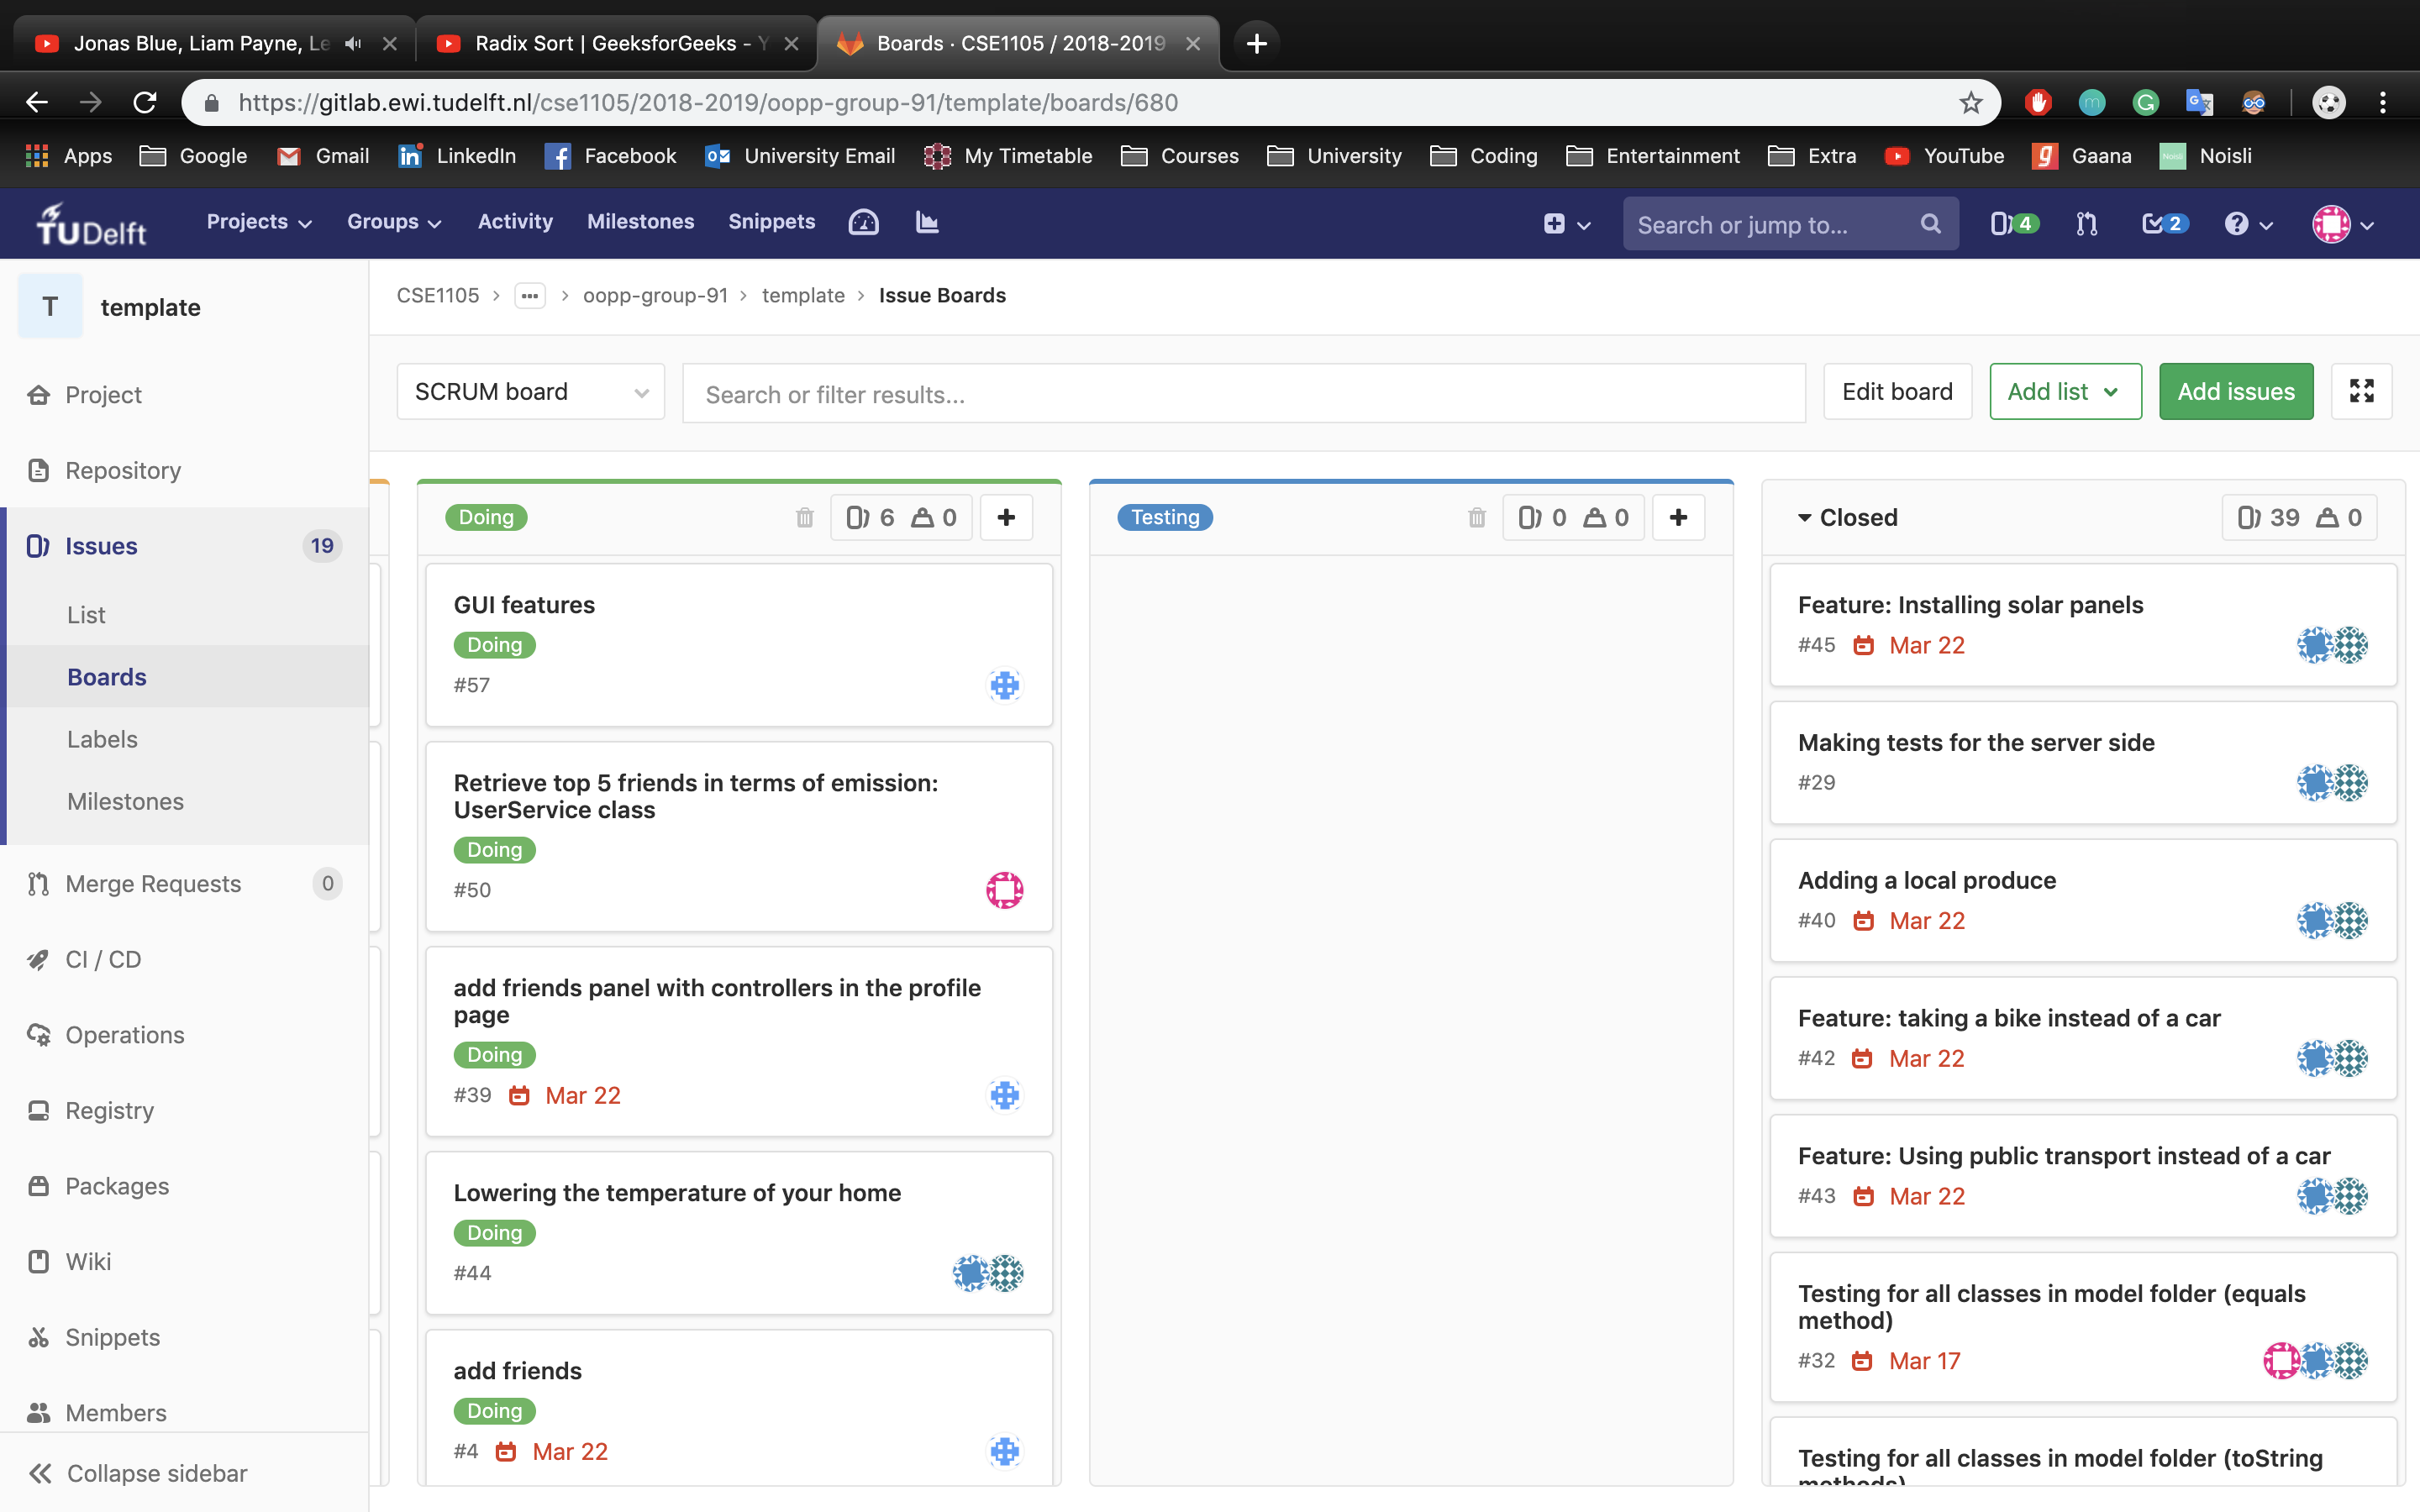 Jonas Blue, Liam Payne, Le
Radix Sort | GeeksforGeeks - Y
Boards · CSE1105 / 2018-2019
https://gitlab.ewi.tudelft.nl/cse1105/2018-2019/oopp-group-91/template/boards/680
Apps Google Gmail LinkedIn Facebook University Email My Timetable Courses University Coding Entertainment Extra YouTube Gaana Noisli
TUDelft Projects Groups Activity Milestones Snippets Search or jump to... 4 2
T template
CSE1105 > ... > oopp-group-91 > template > Issue Boards
SCRUM board Search or filter results... Edit board Add list Add issues
Project
Repository
Issues 19
List
Boards
Labels
Milestones
Merge Requests 0
CI / CD
Operations
Registry
Packages
Wiki
Snippets
Members
Collapse sidebar
Doing 6 0
GUI features
Doing
#57
Retrieve top 5 friends in terms of emission:
UserService class
Doing
#50
add friends panel with controllers in the profile
page
Doing
#39 Mar 22
Lowering the temperature of your home
Doing
#44
add friends
Doing
#4 Mar 22
Testing 0 0
Closed 39 0
Feature: Installing solar panels
#45 Mar 22
Making tests for the server side
#29
Adding a local produce
#40 Mar 22
Feature: taking a bike instead of a car
#42 Mar 22
Feature: Using public transport instead of a car
#43 Mar 22
Testing for all classes in model folder (equals
method)
#32 Mar 17
Testing for all classes in model folder (toString
methods)